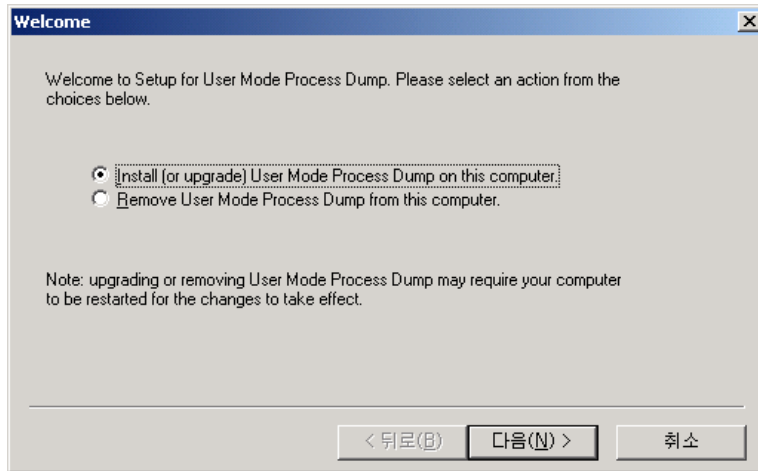 Welcome
Welcome to Setup for User Mode Process Dump. Please select an action from the
choices below.
Install (or upgrade) User Mode Process Dump on this computer.
Remove User Mode Process Dump from this computer.
Note: upgrading or removing User Mode Process Dump may require your computer
to be restarted for the changes to take effect.
< 뒤로(B) 다음(N) > 취소